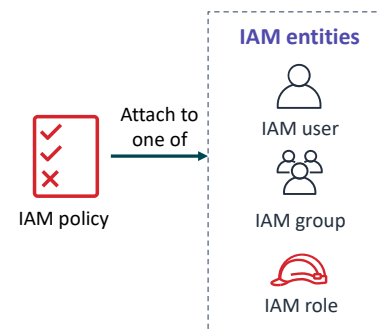 IAM entities
Attach to
one of
IAM user
IAM policy
IAM group
IAM role